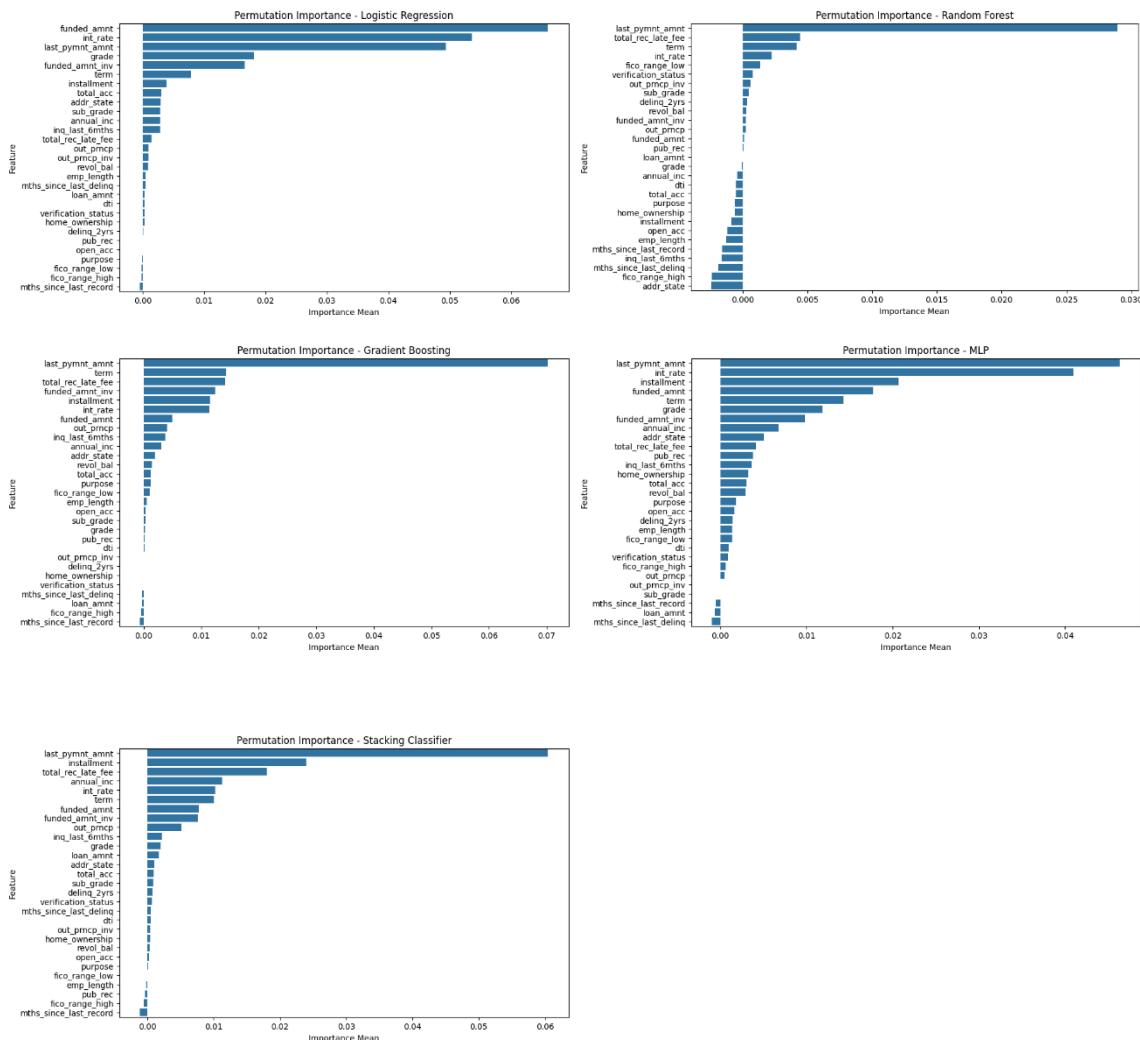 Permutation Importance - Logistic Regression
funded_amnt
int_rate
last_pymnt_amnt
grade
funded_amnt_inv
term
installment
total_acc
addr_state
sub_grade
annual_inc
inq_last_6mths
total_rec_late_fee
out_prncp
out_prncp_inv
revol_bal
emp_length
mths_since_last_delinq
loan_amnt
dti
verification_status
home_ownership
delinq_2yrs
pub_rec
open_acc
purpose
fico_range_low
fico_range_high
mths_since_last_record
Feature
0.00 0.01 0.02 0.03 0.04 0.05 0.06
Importance Mean
Permutation Importance - Random Forest
last_pymnt_amnt
total_rec_late_fee
term
int_rate
fico_range_low
verification_status
out_prncp_inv
sub_grade
delinq_2yrs
revol_bal
funded_amnt_inv
out_prncp
funded_amnt
pub_rec
loan_amnt
grade
annual_inc
dti
total_acc
purpose
home_ownership
installment
open_acc
emp_length
mths_since_last_record
inq_last_6mths
mths_since_last_delinq
fico_range_high
addr_state
Feature
0.000 0.005 0.010 0.015 0.020 0.025 0.030
Importance Mean
Permutation Importance - Gradient Boosting
last_pymnt_amnt
term
total_rec_late_fee
funded_amnt_inv
installment
int_rate
funded_amnt
out_prncp
inq_last_6mths
annual_inc
addr_state
revol_bal
total_acc
purpose
fico_range_low
emp_length
open_acc
sub_grade
grade
pub_rec
dti
out_prncp_inv
delinq_2yrs
home_ownership
verification_status
mths_since_last_delinq
loan_amnt
fico_range_high
mths_since_last_record
Feature
0.00 0.01 0.02 0.03 0.04 0.05 0.06 0.07
Importance Mean
Permutation Importance - MLP
last_pymnt_amnt
int_rate
installment
funded_amnt
term
grade
funded_amnt_inv
annual_inc
addr_state
total_rec_late_fee
pub_rec
inq_last_6mths
home_ownership
total_acc
revol_bal
purpose
open_acc
delinq_2yrs
emp_length
fico_range_low
dti
verification_status
fico_range_high
out_prncp
out_prncp_inv
sub_grade
mths_since_last_record
loan_amnt
mths_since_last_delinq
Feature
0.00 0.01 0.02 0.03 0.04
Importance Mean
Permutation Importance - Stacking Classifier
last_pymnt_amnt
installment
total_rec_late_fee
annual_inc
int_rate
term
funded_amnt
funded_amnt_inv
out_prncp
inq_last_6mths
grade
loan_amnt
addr_state
total_acc
sub_grade
delinq_2yrs
verification_status
mths_since_last_delinq
dti
out_prncp_inv
home_ownership
revol_bal
open_acc
purpose
fico_range_low
emp_length
pub_rec
fico_range_high
mths_since_last_record
Feature
0.00 0.01 0.02 0.03 0.04 0.05 0.06
Importance Mean